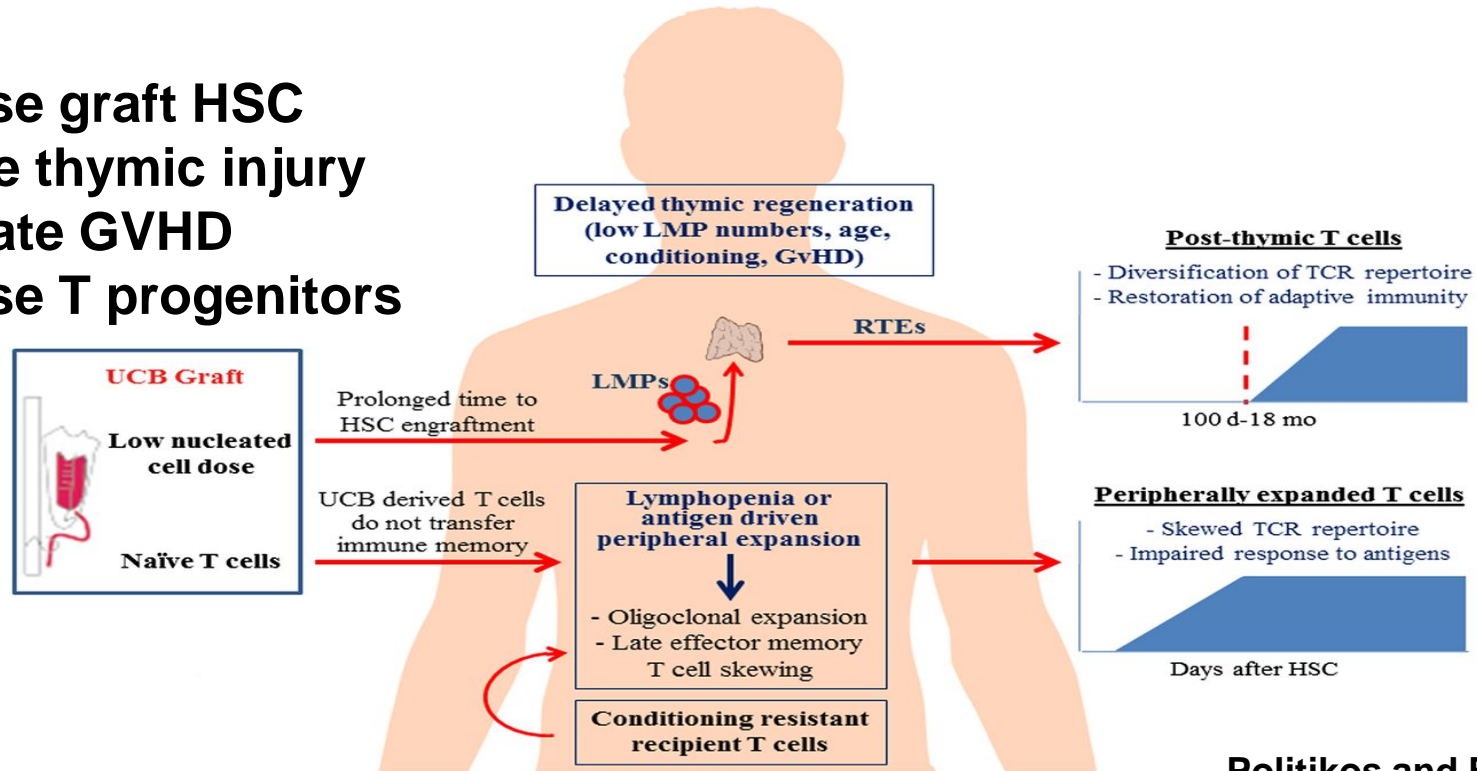 se graft HSC
e thymic injury
ate GVHD
se T progenitors
UCB Graft
Low nucleated
cell dose
Naïve T cells
Prolonged time to
HSC engraftment
UCB derived T cells
do not transfer
immune memory
Delayed thymic regeneration
(low LMP numbers, age,
conditioning, GvHD)
LMPs
RTEs
Lymphopenia or
antigen driven
peripheral expansion
- Oligoclonal expansion
- Late effector memory
T cell skewing
Conditioning resistant
recipient T cells
Post-thymic T cells
- Diversification of TCR repertoire
- Restoration of adaptive immunity
100 d-18 mo
Peripherally expanded T cells
- Skewed TCR repertoire
- Impaired response to antigens
Days after HSC
Politikos and